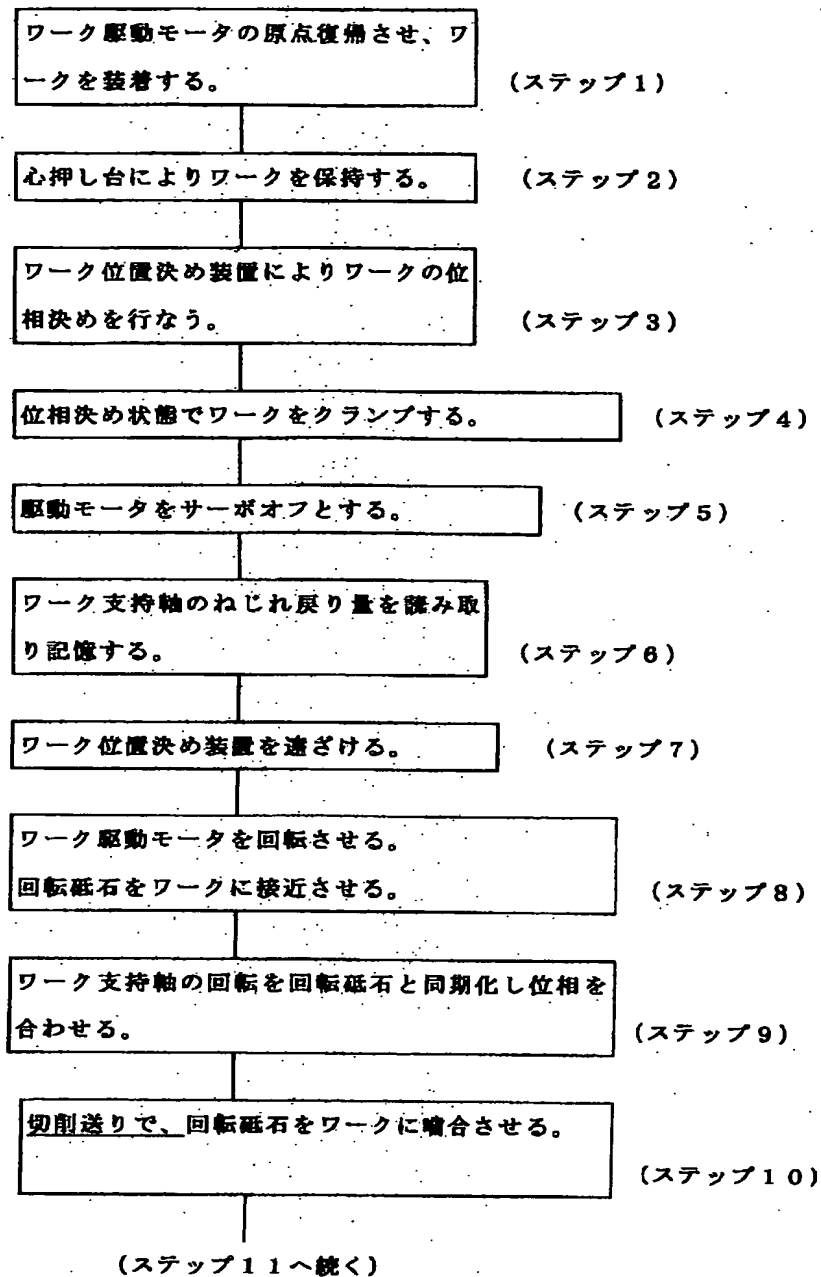 ワーク駆動モータの原点復帰させ、ワ
ークを装着する。
(ステップ1)
心押し台によりワークを保持する。
(ステップ2)
ワーク位置決め装置によりワークの位
相決めを行なう。
(ステップ3)
位相決め状態でワークをクランプする。
(ステップ4)
駆動モータをサーボオフとする。
(ステップ5)
ワーク支持軸のねじれ戻り量を読み取
り記憶する。
(ステップ6)
ワーク位置決め装置を遠ざける。
(ステップ7)
ワーク駆動モータを回転させる。
回転砥石をワークに接近させる。
(ステップ8)
ワーク支持軸の回転を回転砥石と同期化し位相を
合わせる。
(ステップ9)
切削送りで、回転砥石をワークに噛合させる。
(ステップ10)
(ステップ11へ続く)